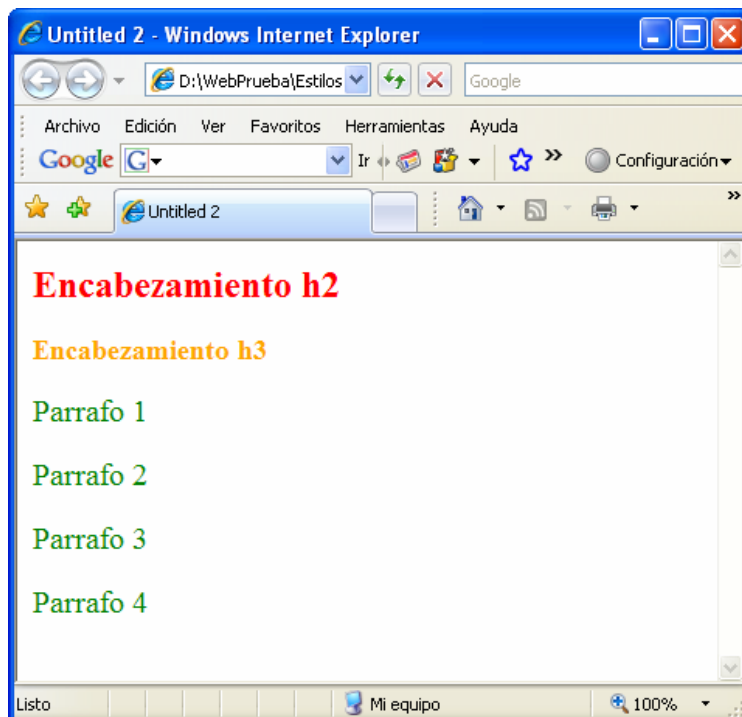 Untitled 2 - Windows Internet Explorer
D:\WebPrueba\Estilos Google
Archivo Edición Ver Favoritos Herramientas Ayuda
Google G Ir » Configuración
Untitled 2 »
Encabezamiento h2
Encabezamiento h3
Parrafo 1
Parrafo 2
Parrafo 3
Parrafo 4
Listo Mi equipo 100%